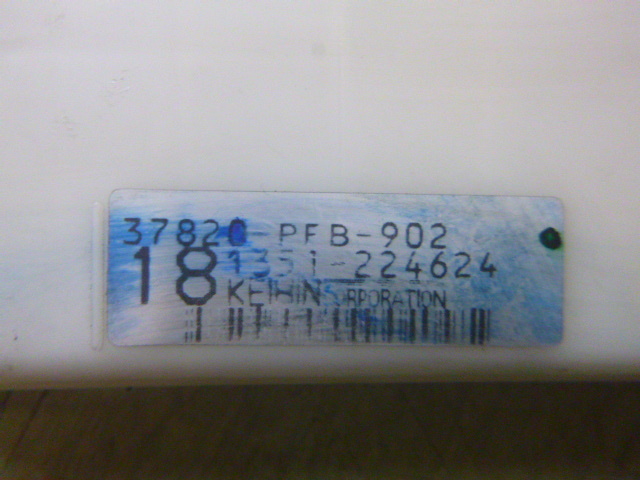 37820-PFB-902
18 1351-224624
KEIHIN CORPORATION